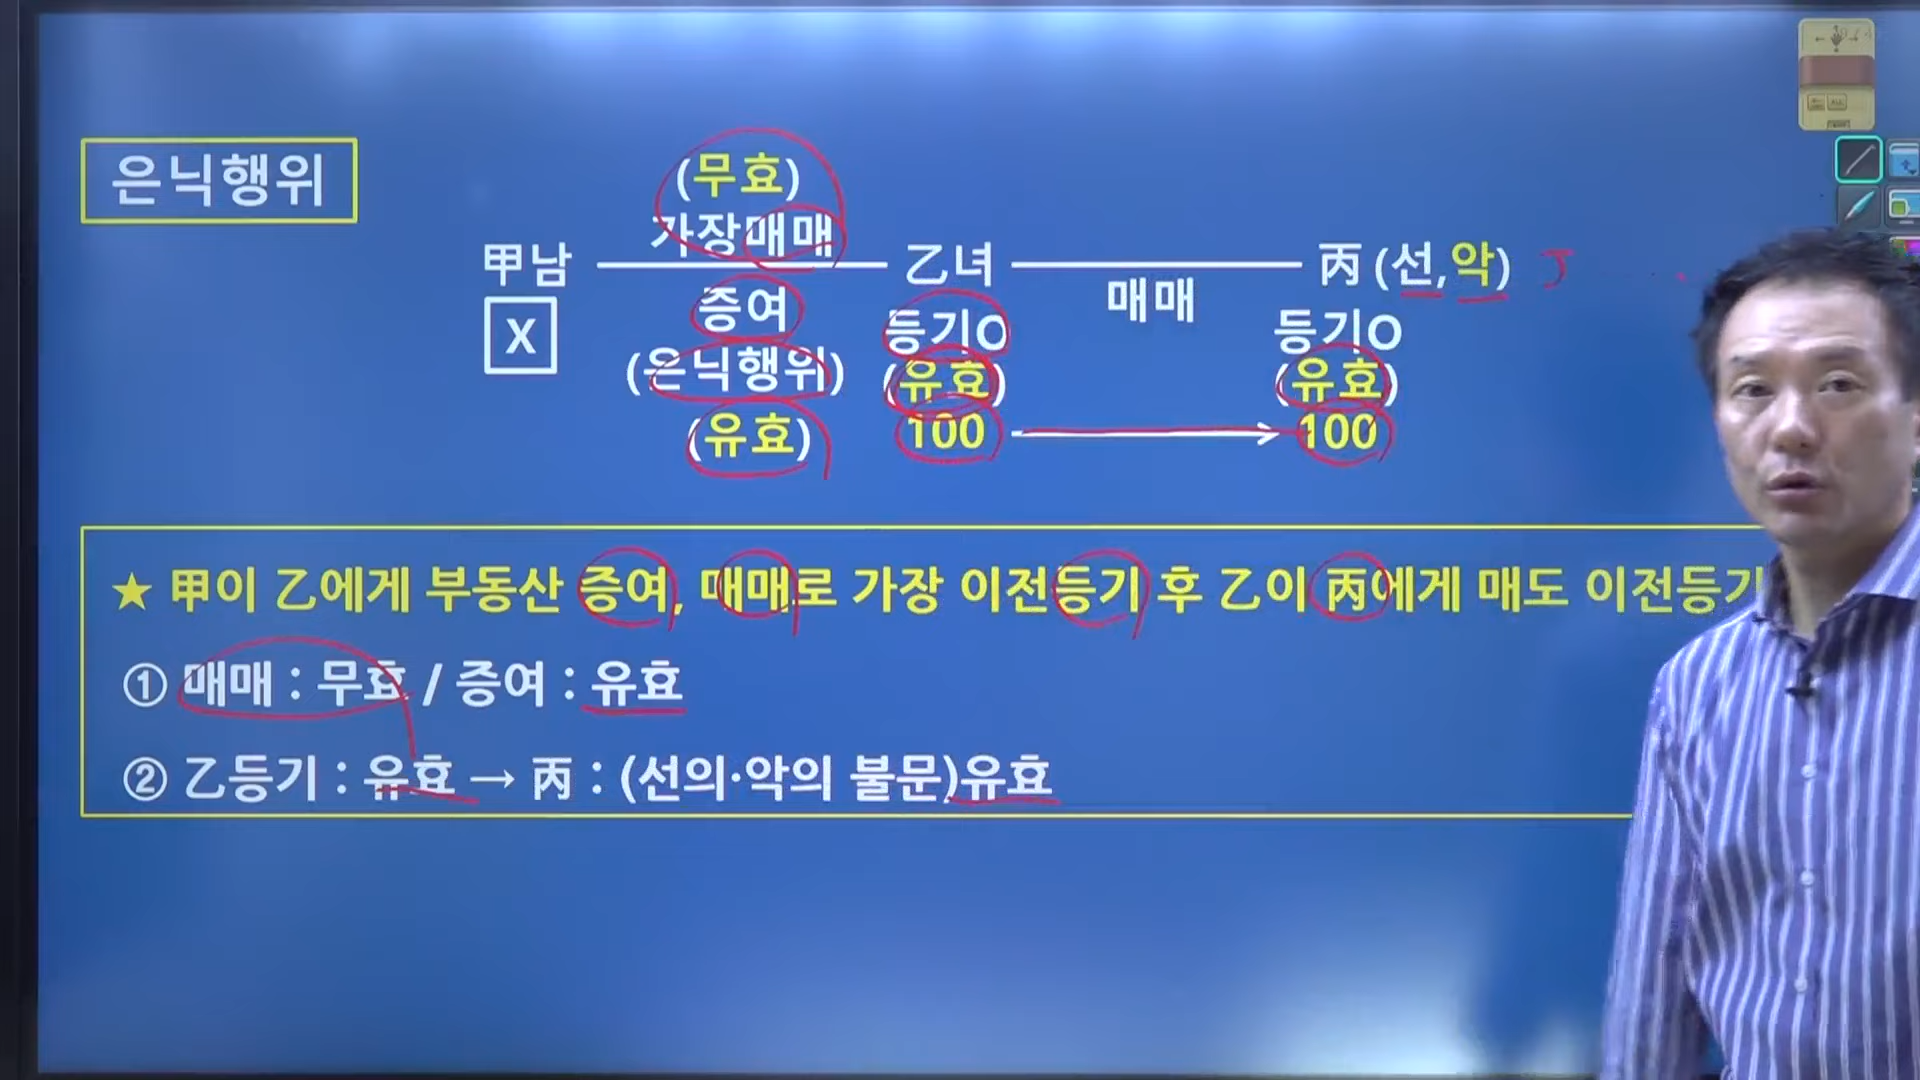 은닉행위
(무효)
가장매매
甲남
乙녀
丙 (선,악)
매매
X
증여
(은닉행위)
(유효)
등기O
(유효)
100
등기O
(유효)
100
★ 甲이 乙에게 부동산 증여, 매매로 가장 이전등기 후 乙이 丙에게 매도 이전등기
① 매매 : 무효 / 증여 : 유효
② 乙등기 : 유효 → 丙 : (선의·악의 불문)유효